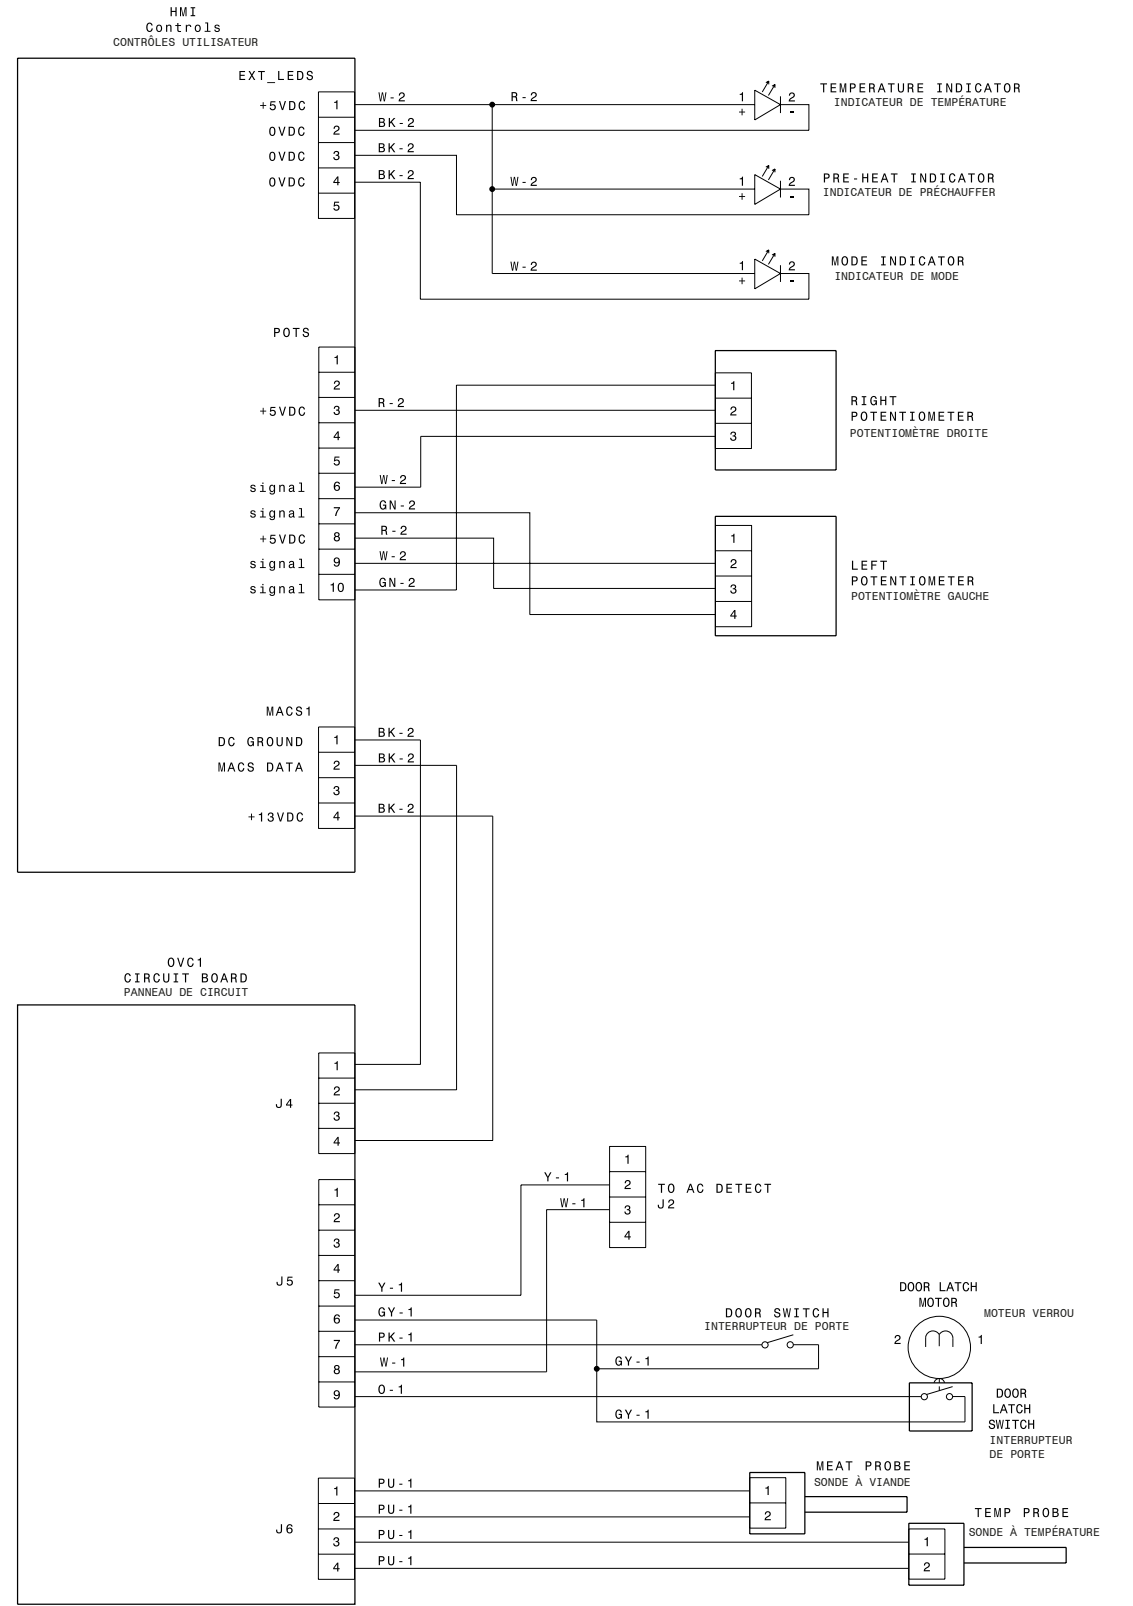 HMI
Controls
CONTRÔLES UTILISATEUR
EXT_LEDS
+5VDC 1 W-2 R-2 1 2
+ -
TEMPERATURE INDICATOR
INDICATEUR DE TEMPÉRATURE
0VDC 2 BK-2
0VDC 3 BK-2
0VDC 4 BK-2
5
W-2 1 2
+ -
PRE-HEAT INDICATOR
INDICATEUR DE PRÉCHAUFFER
W-2 1 2
+ -
MODE INDICATOR
INDICATEUR DE MODE
POTS
1
2
+5VDC 3 R-2
4
5
signal 6 W-2
signal 7 GN-2
+5VDC 8 R-2
signal 9 W-2
signal 10 GN-2
1
2
3
RIGHT
POTENTIOMETER
POTENTIOMÈTRE DROITE
1
2
3
4
LEFT
POTENTIOMETER
POTENTIOMÈTRE GAUCHE
MACS1
DC GROUND 1 BK-2
MACS DATA 2 BK-2
3
+13VDC 4 BK-2
OVC1
CIRCUIT BOARD
PANNEAU DE CIRCUIT
J4
1
2
3
4
J5
1
2
3
4
5 Y-1
6 GY-1
7 PK-1
8 W-1
9 O-1
Y-1
W-1
1
2
3
4
TO AC DETECT
J2
DOOR SWITCH
INTERRUPTEUR DE PORTE
GY-1
GY-1
DOOR LATCH
MOTOR
MOTEUR VERROU
2 1
DOOR
LATCH
SWITCH
INTERRUPTEUR
DE PORTE
J6
1 PU-1
2 PU-1
3 PU-1
4 PU-1
1
2
MEAT PROBE
SONDE À VIANDE
1
2
TEMP PROBE
SONDE À TEMPÉRATURE